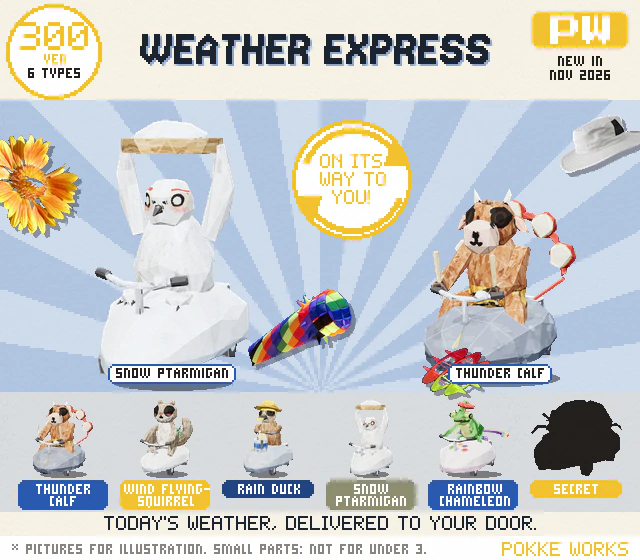 300
YEN
6 TYPES
WEATHER EXPRESS
PW
NEW IN
NOV 2026
ON ITS
WAY TO
YOU!
SNOW PTARMIGAN
THUNDER CALF
THUNDER
CALF
WIND FLYING-
SQUIRREL
RAIN DUCK
SNOW
PTARMIGAN
RAINBOW
CHAMELEON
SECRET
TODAY'S WEATHER, DELIVERED TO YOUR DOOR.
* PICTURES FOR ILLUSTRATION. SMALL PARTS: NOT FOR UNDER 3.
POKKE WORKS